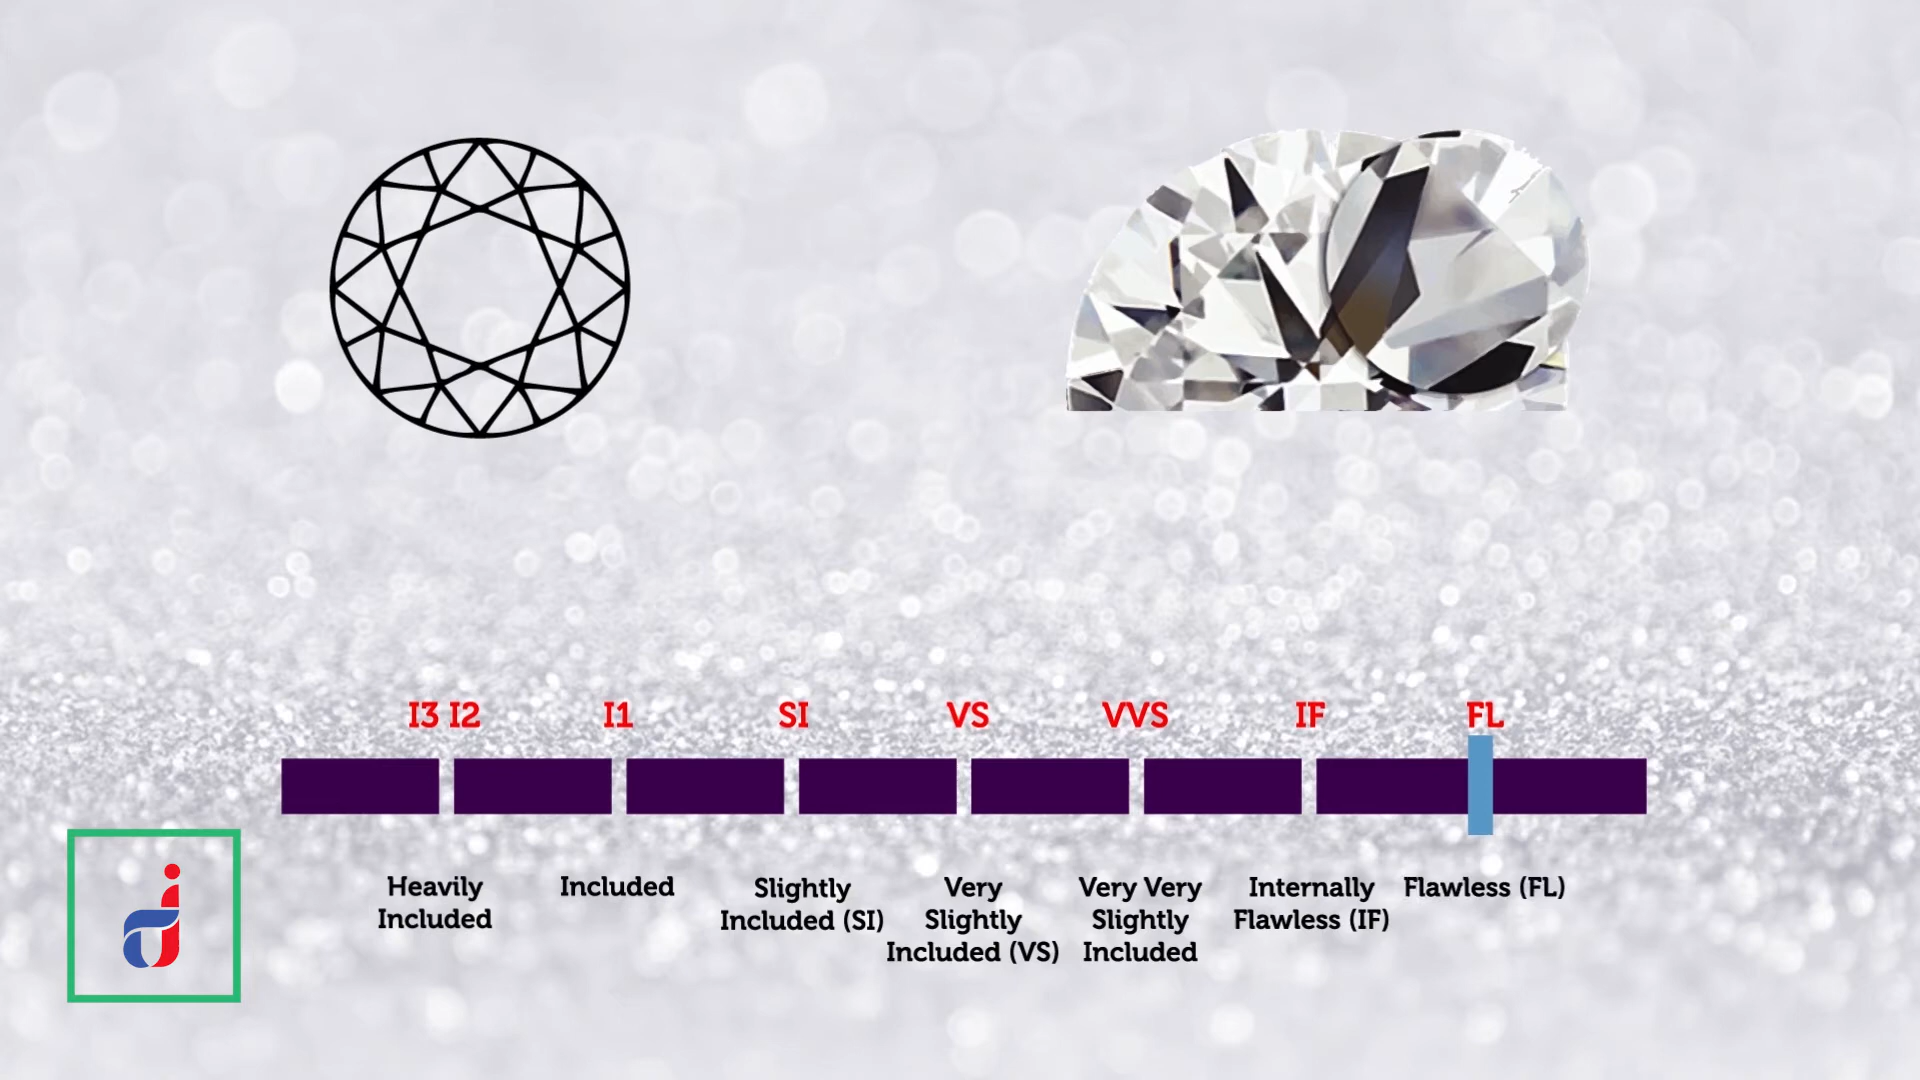 I3 I2 I1 SI VS VVS IF FL
Heavily
Included
Included
Slightly
Included (SI)
Very
Slightly
Included (VS)
Very Very
Slightly
Included
Internally
Flawless (IF)
Flawless (FL)